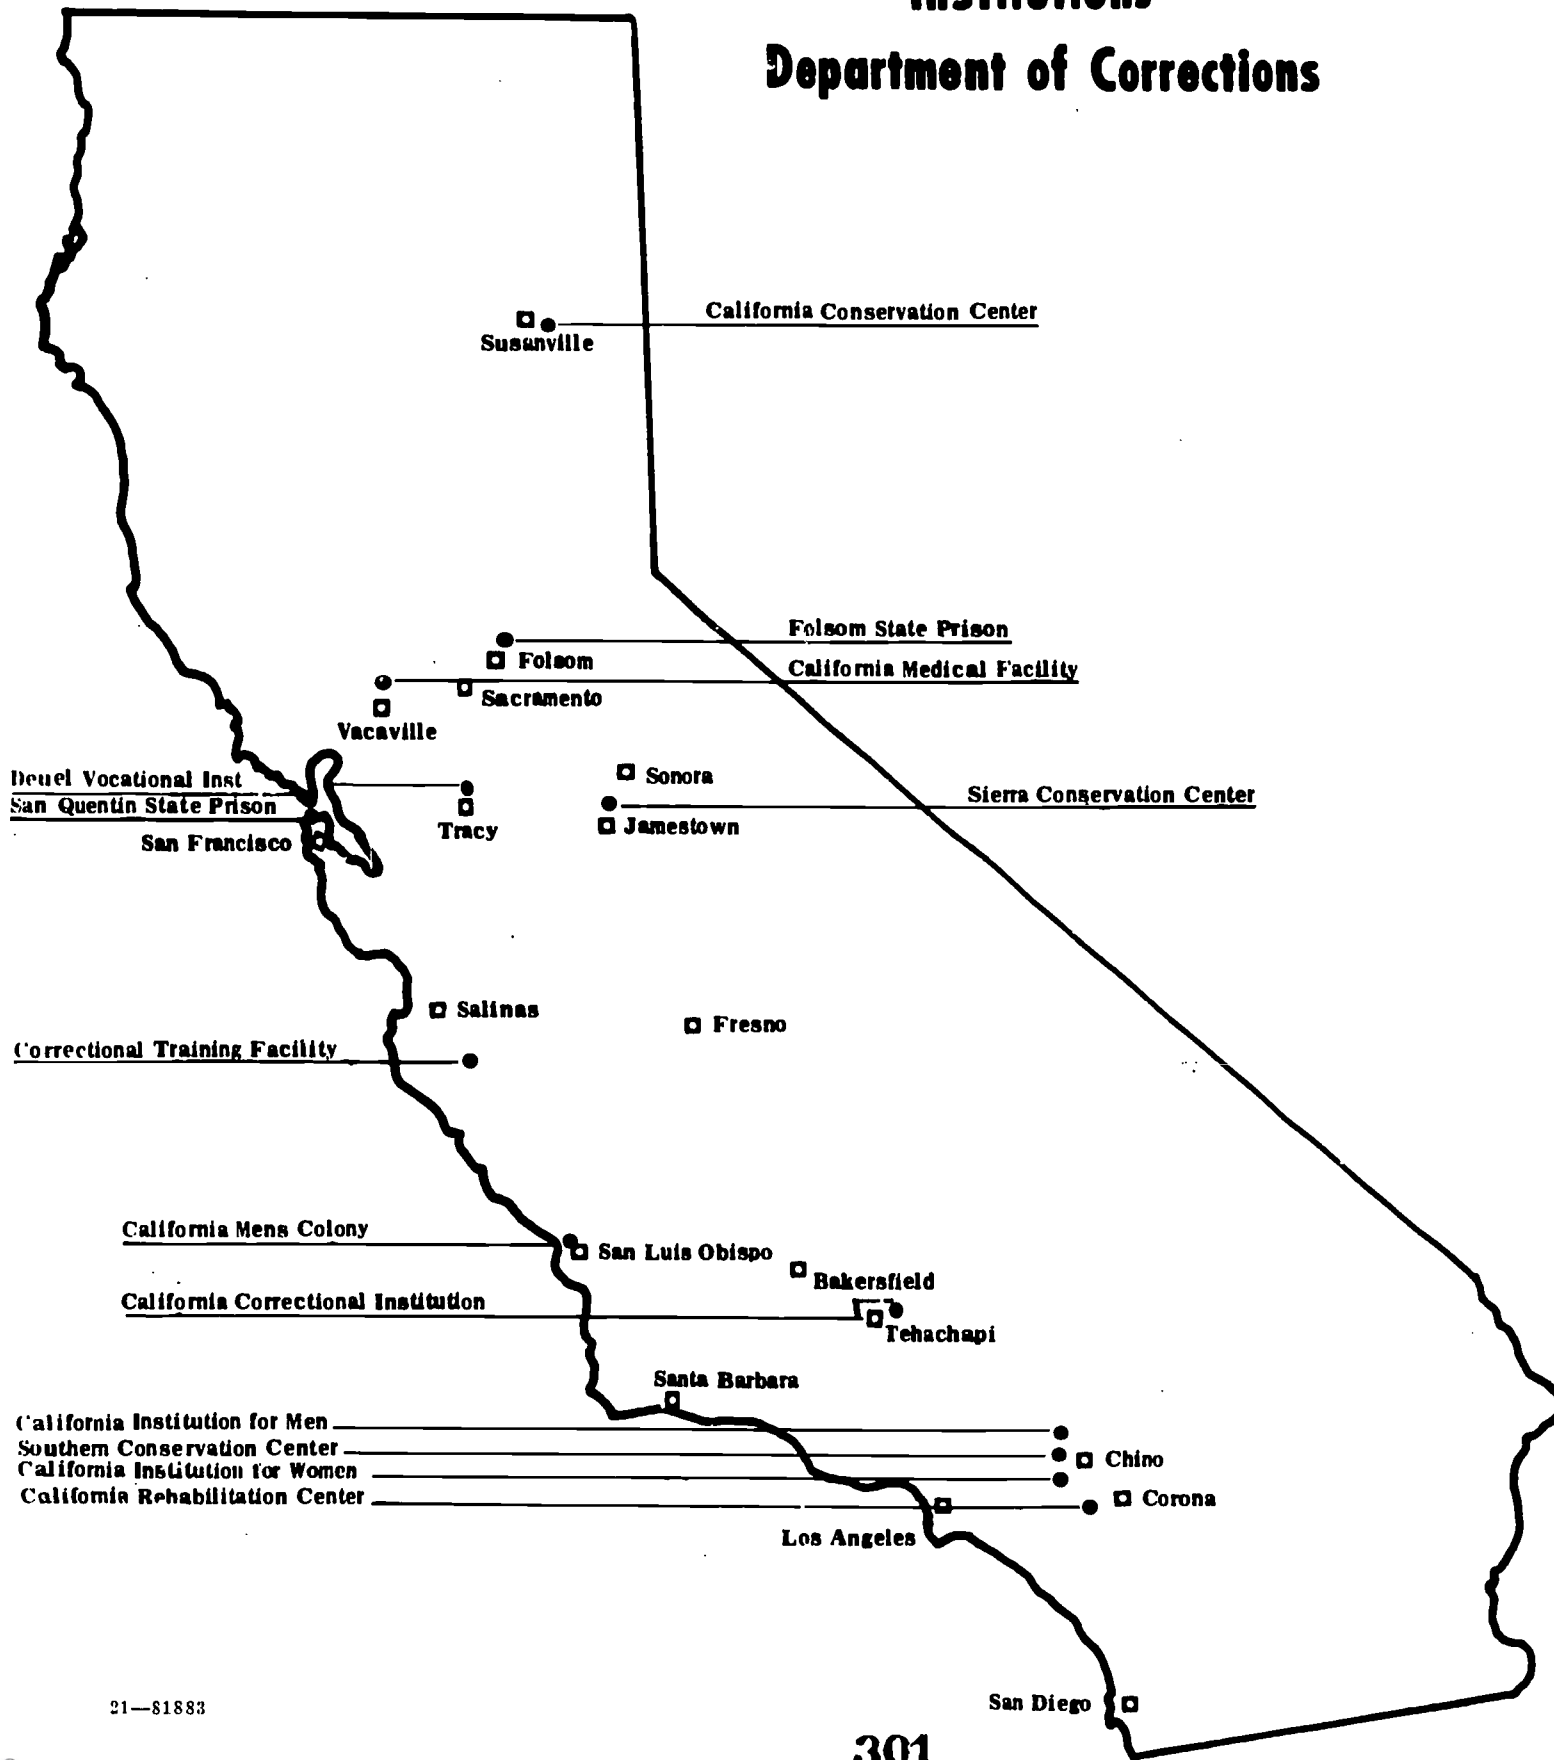 Institutions
Department of Corrections
California Conservation Center
Susanville
Folsom State Prison
Folsom
California Medical Facility
Sacramento
Vacaville
Deuel Vocational Inst
Sonora
San Quentin State Prison
Sierra Conservation Center
Tracy
Jamestown
San Francisco
Salinas
Fresno
Correctional Training Facility
California Mens Colony
San Luis Obispo
Bakersfield
California Correctional Institution
Tehachapi
Santa Barbara
California Institution for Men
Southern Conservation Center
Chino
California Institution for Women
California Rehabilitation Center
Corona
Los Angeles
San Diego
21—81883
301